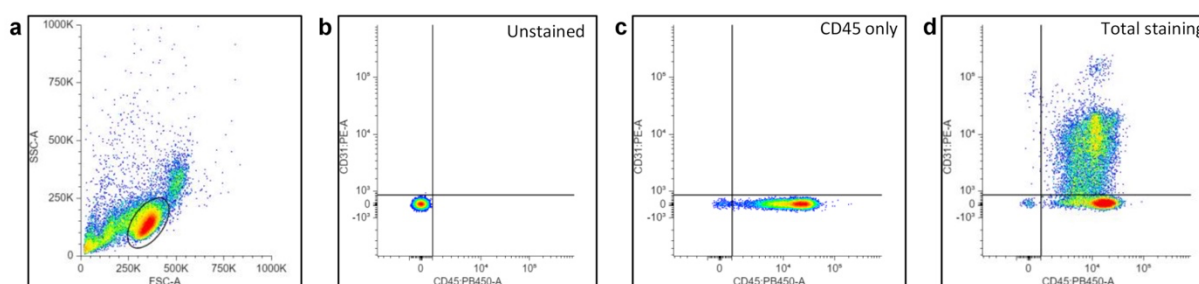 a
1000K
750K
500K
250K
0
SSC-A
0 250K 500K 750K 1000K
FSC-A
b
Unstained
10⁵
10⁴
10³
0
-10³
CD31:PE-A
0 10⁴ 10⁵
CD45:PB450-A
c
CD45 only
10⁵
10⁴
10³
0
-10³
CD31:PE-A
0 10⁴ 10⁵
CD45:PB450-A
d
Total staining
10⁵
10⁴
10³
0
-10³
CD31:PE-A
0 10⁴ 10⁵
CD45:PB450-A